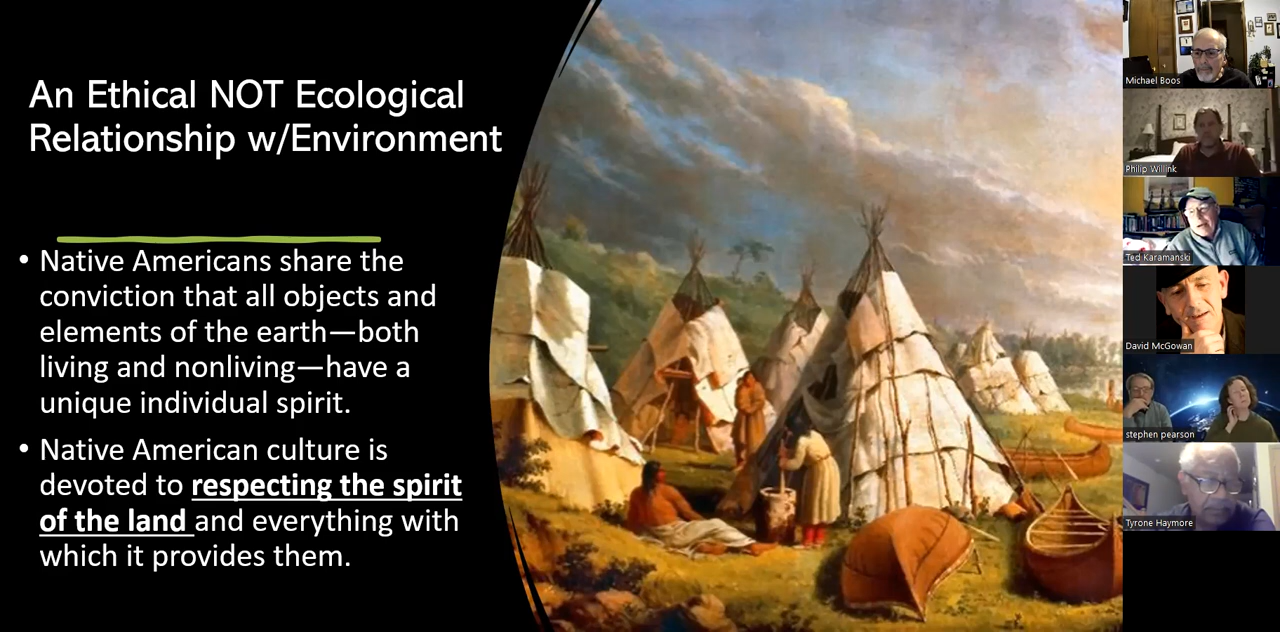 An Ethical NOT Ecological
Relationship w/Environment
• Native Americans share the
conviction that all objects and
elements of the earth—both
living and nonliving—have a
unique individual spirit.
• Native American culture is
devoted to respecting the spirit
of the land and everything with
which it provides them.
Michael Boos
Philip Willink
Ted Karamanski
David McGowan
stephen pearson
Tyrone Haymore